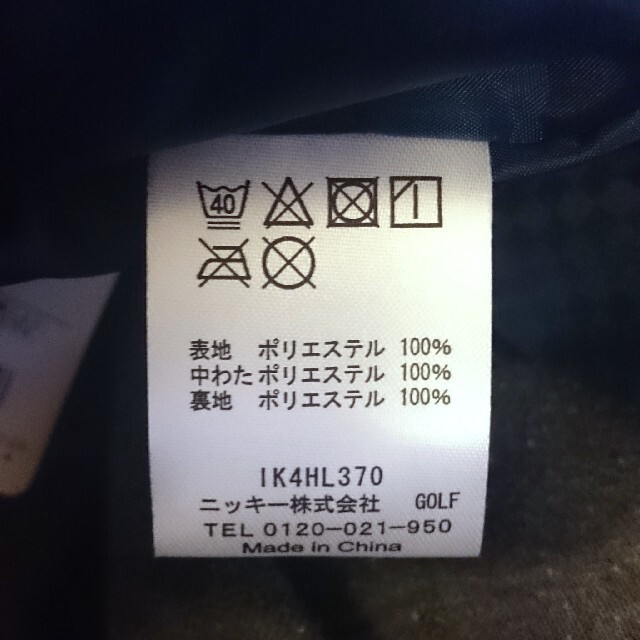 40
表地 ポリエステル 100%
中わた ポリエステル 100%
裏地 ポリエステル 100%
IK4HL370
ニッキー株式会社 GOLF
TEL 0120-021-950
Made in China